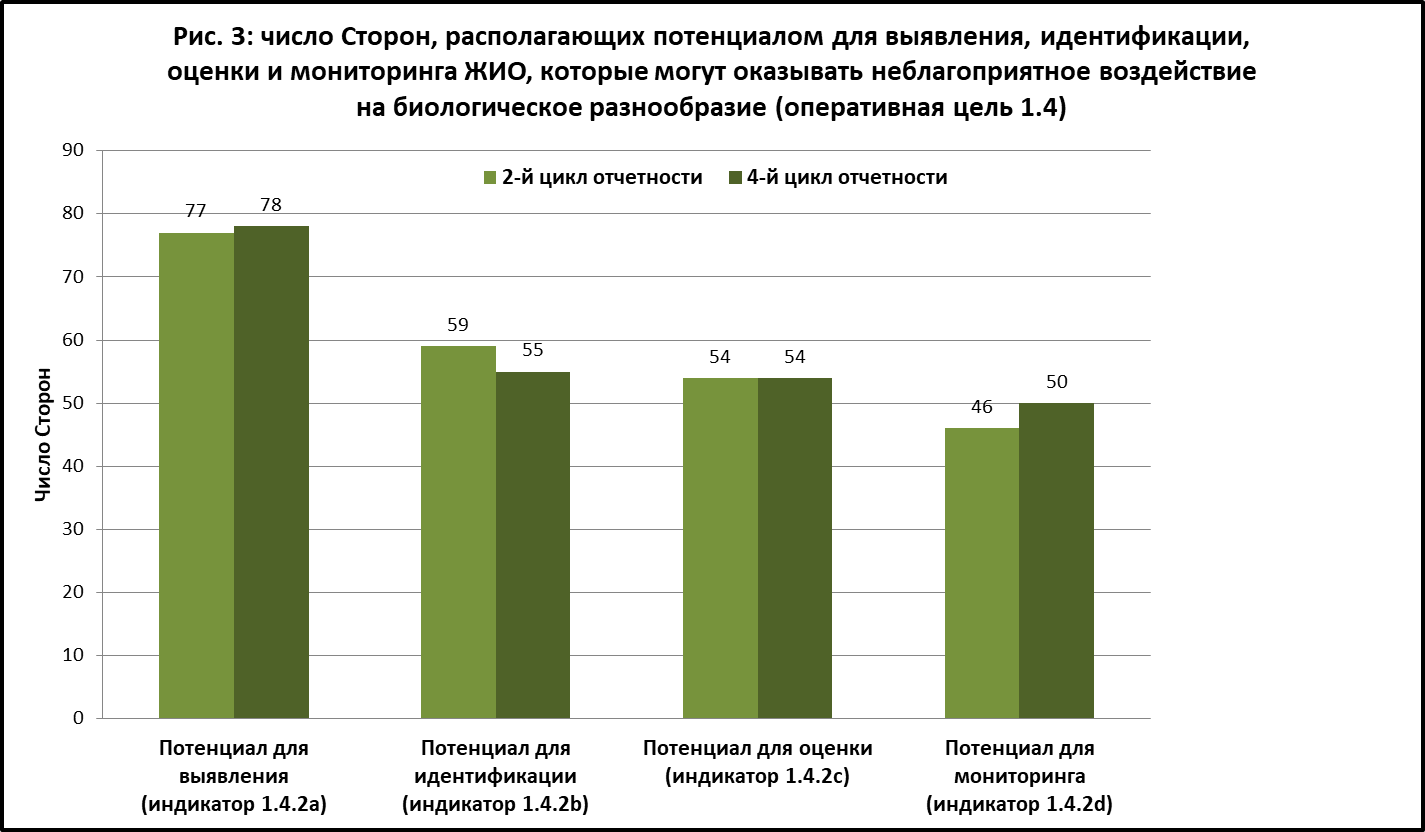 Рис. 3: число Сторон, располагающих потенциалом для выявления, идентификации,
оценки и мониторинга ЖИО, которые могут оказывать неблагоприятное воздействие
на биологическое разнообразие (оперативная цель 1.4)
90
80
70
60
50
40
30
20
10
0
Число Сторон
2-й цикл отчетности
4-й цикл отчетности
77
78
59
55
54
54
46
50
Потенциал для
выявления
(индикатор 1.4.2a)
Потенциал для
идентификации
(индикатор 1.4.2b)
Потенциал для оценки
(индикатор 1.4.2c)
Потенциал для
мониторинга
(индикатор 1.4.2d)